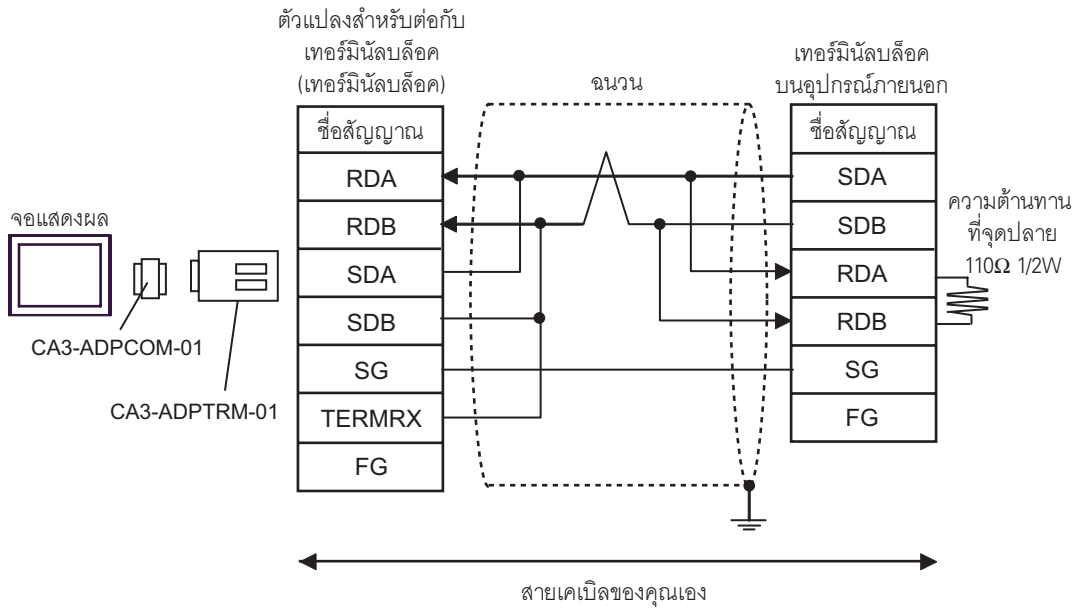 ตัวแปลงสำหรับต่อกับ
เทอร์มินัลบล็อค
(เทอร์มินัลบล็อค)
ฉนวน
เทอร์มินัลบล็อค
บนอุปกรณ์ภายนอก
ชื่อสัญญาณ
RDA
RDB
SDA
SDB
SG
TERMRX
FG
ชื่อสัญญาณ
SDA
SDB
RDA
RDB
SG
FG
ความต้านทาน
ที่จุดปลาย
110Ω 1/2W
จอแสดงผล
CA3-ADPCOM-01
CA3-ADPTRM-01
สายเคเบิลของคุณเอง